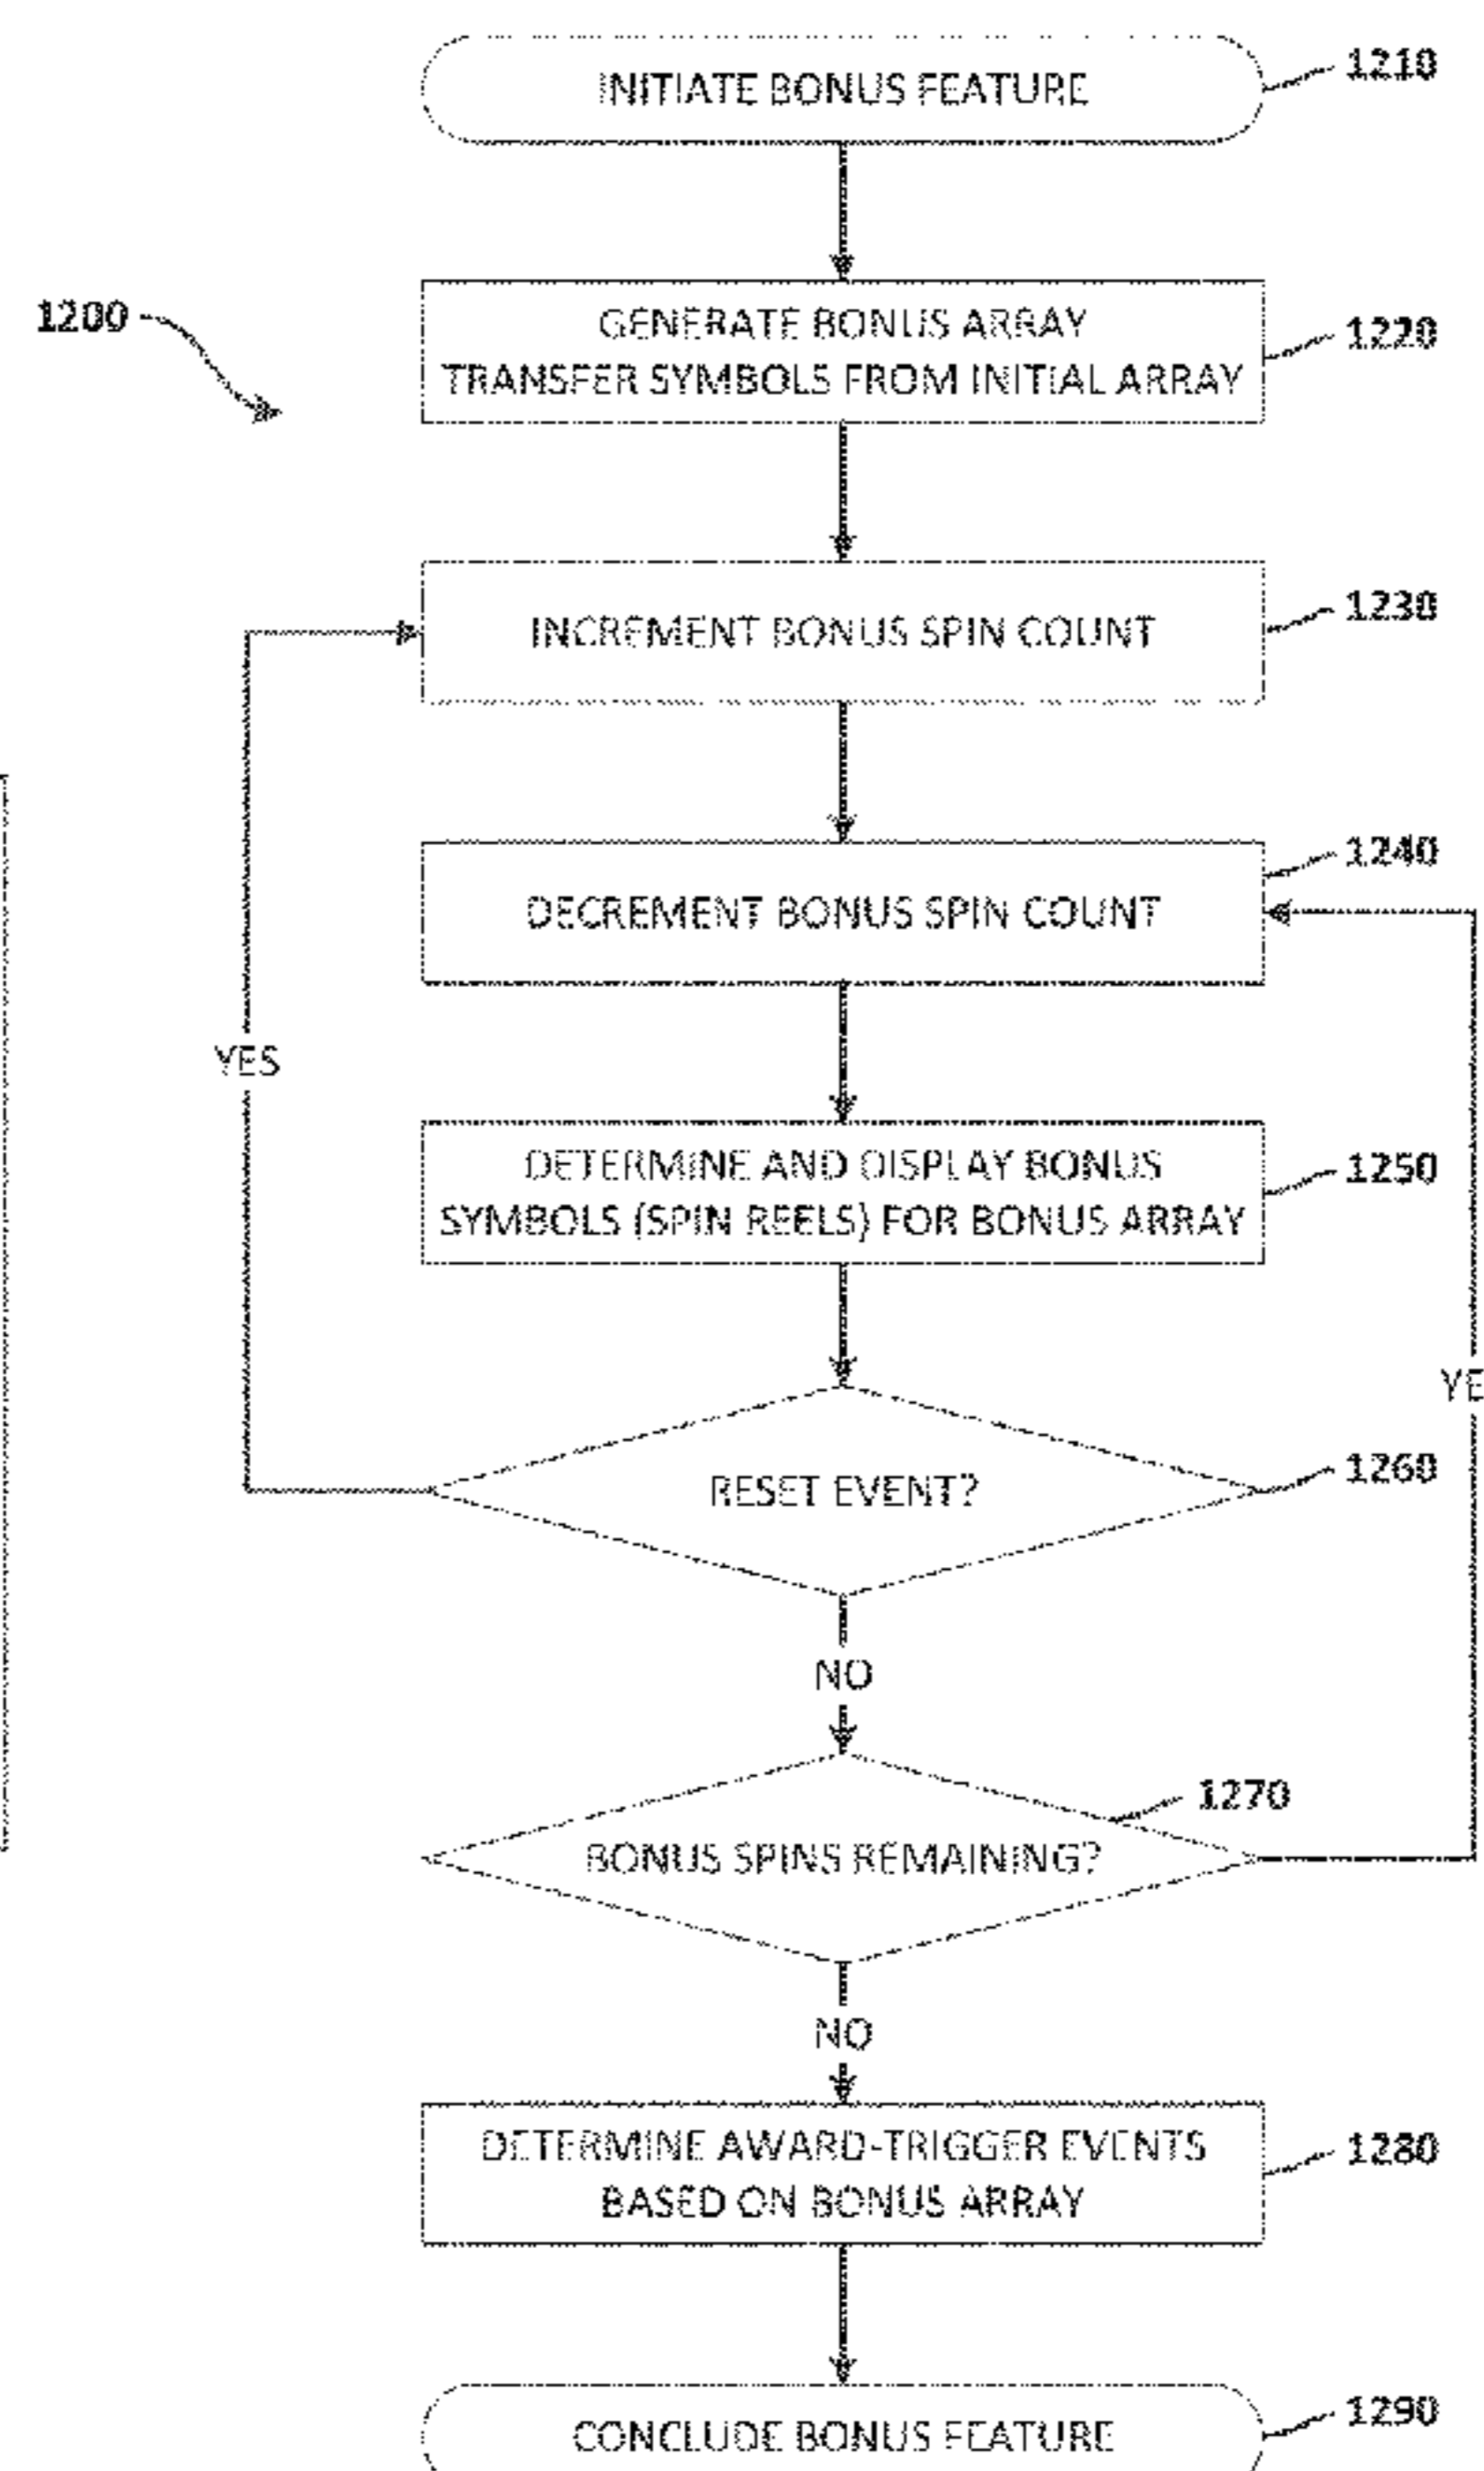 INITIATE BONUS FEATURE
1210
1200
GENERATE BONUS ARRAY
TRANSFER SYMBOLS FROM INITIAL ARRAY
1220
INCREMENT BONUS SPIN COUNT
1230
DECREMENT BONUS SPIN COUNT
1240
YES
DETERMINE AND DISPLAY BONUS
SYMBOLS (SPIN REELS) FOR BONUS ARRAY
1250
YE
RESET EVENT?
1260
NO
BONUS SPINS REMAINING?
1270
NO
DETERMINE AWARD-TRIGGER EVENTS
BASED ON BONUS ARRAY
1280
CONCLUDE BONUS FEATURE
1290